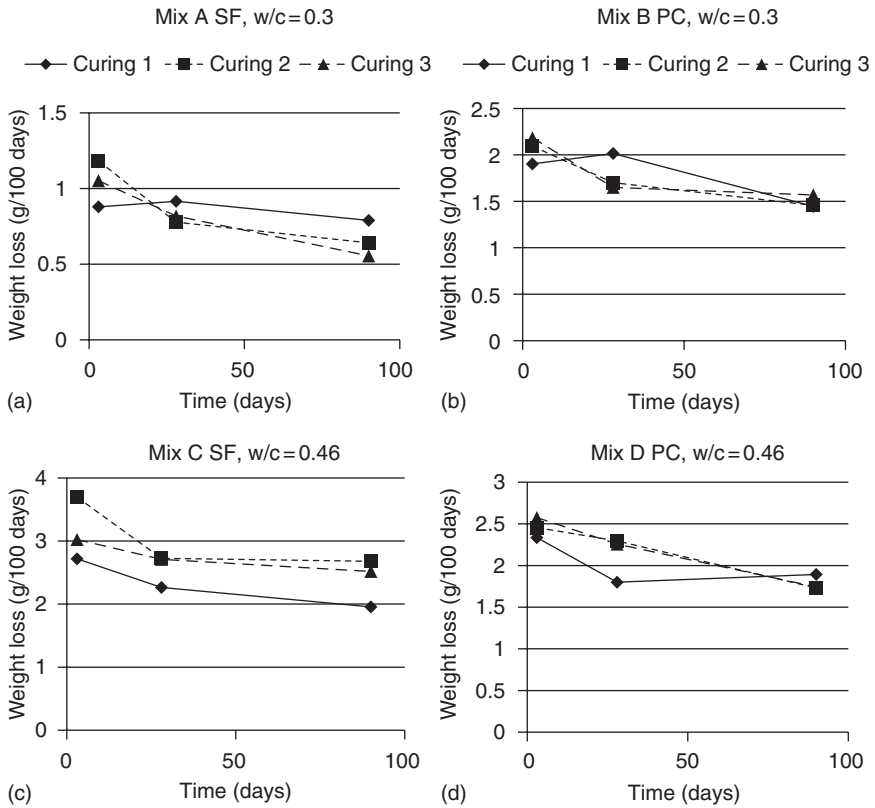 Mix A SF, w/c=0.3
Curing 1 Curing 2 Curing 3
Weight loss (g/100 days)
1.5
1
0.5
0
0 50 100
Time (days)
(a)
Mix B PC, w/c=0.3
Curing 1 Curing 2 Curing 3
Weight loss (g/100 days)
2.5
2
1.5
1
0.5
0
0 50 100
Time (days)
(b)
Mix C SF, w/c=0.46
Weight loss (g/100 days)
4
3
2
1
0
0 50 100
Time (days)
(c)
Mix D PC, w/c=0.46
Weight loss (g/100 days)
3
2.5
2
1.5
1
0.5
0
0 50 100
Time (days)
(d)